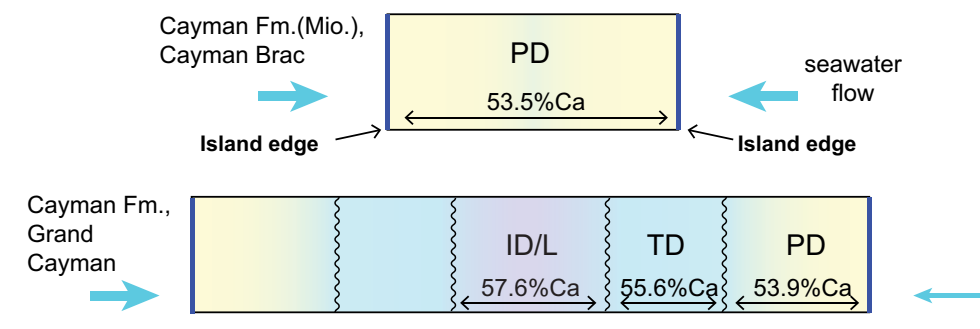 Cayman Fm.(Mio.),
Cayman Brac
PD
seawater
flow
53.5%Ca
Island edge
Island edge
Cayman Fm.,
Grand
Cayman
ID/L
TD
PD
57.6%Ca
55.6%Ca
53.9%Ca